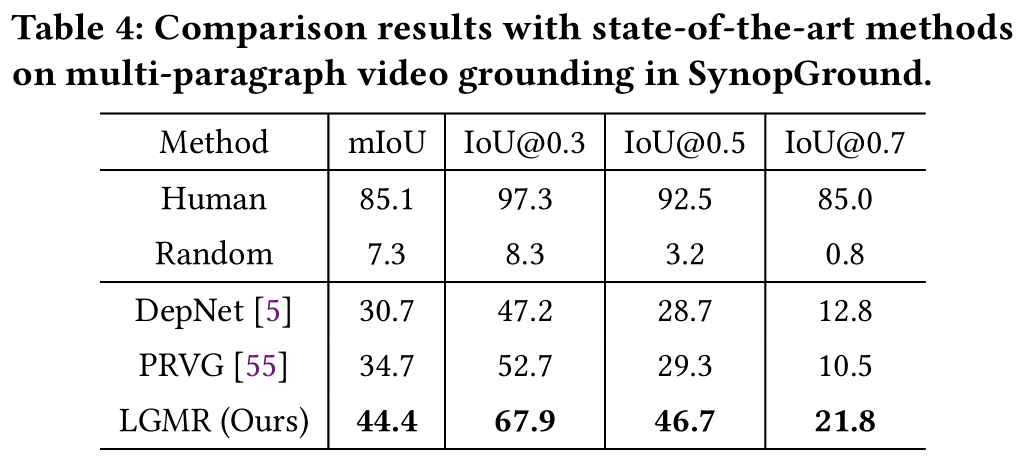 Table 4: Comparison results with state-of-the-art methods
on multi-paragraph video grounding in SynopGround.
Method mIoU IoU@0.3 IoU@0.5 IoU@0.7
Human 85.1 97.3 92.5 85.0
Random 7.3 8.3 3.2 0.8
DepNet [5] 30.7 47.2 28.7 12.8
PRVG [55] 34.7 52.7 29.3 10.5
LGMR (Ours) 44.4 67.9 46.7 21.8